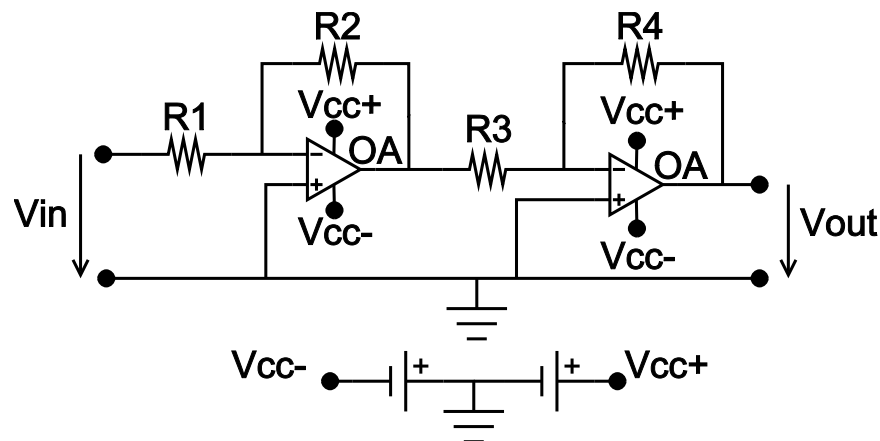 R2
R4
Vcc+
Vcc+
R1
R3
OA
OA
−
+
−
+
Vin
Vcc-
Vcc-
Vout
Vcc-
+
+
Vcc+